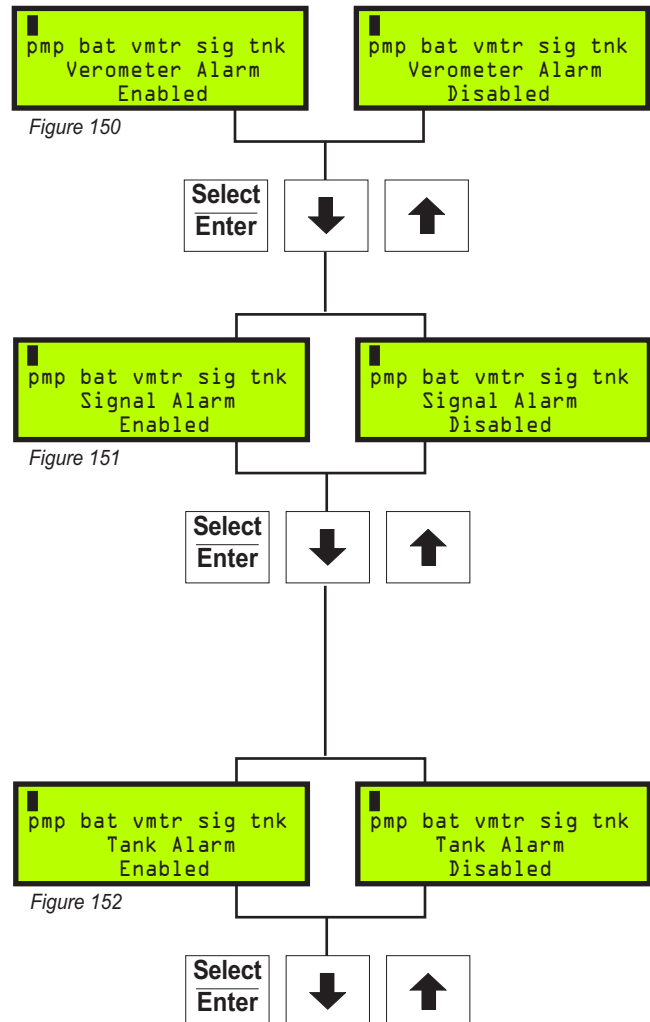 pmp bat vmtr sig tnk
Verometer Alarm
Enabled
pmp bat vmtr sig tnk
Verometer Alarm
Disabled
Figure 150
Select
Enter
pmp bat vmtr sig tnk
Signal Alarm
Enabled
pmp bat vmtr sig tnk
Signal Alarm
Disabled
Figure 151
Select
Enter
pmp bat vmtr sig tnk
Tank Alarm
Enabled
pmp bat vmtr sig tnk
Tank Alarm
Disabled
Figure 152
Select
Enter